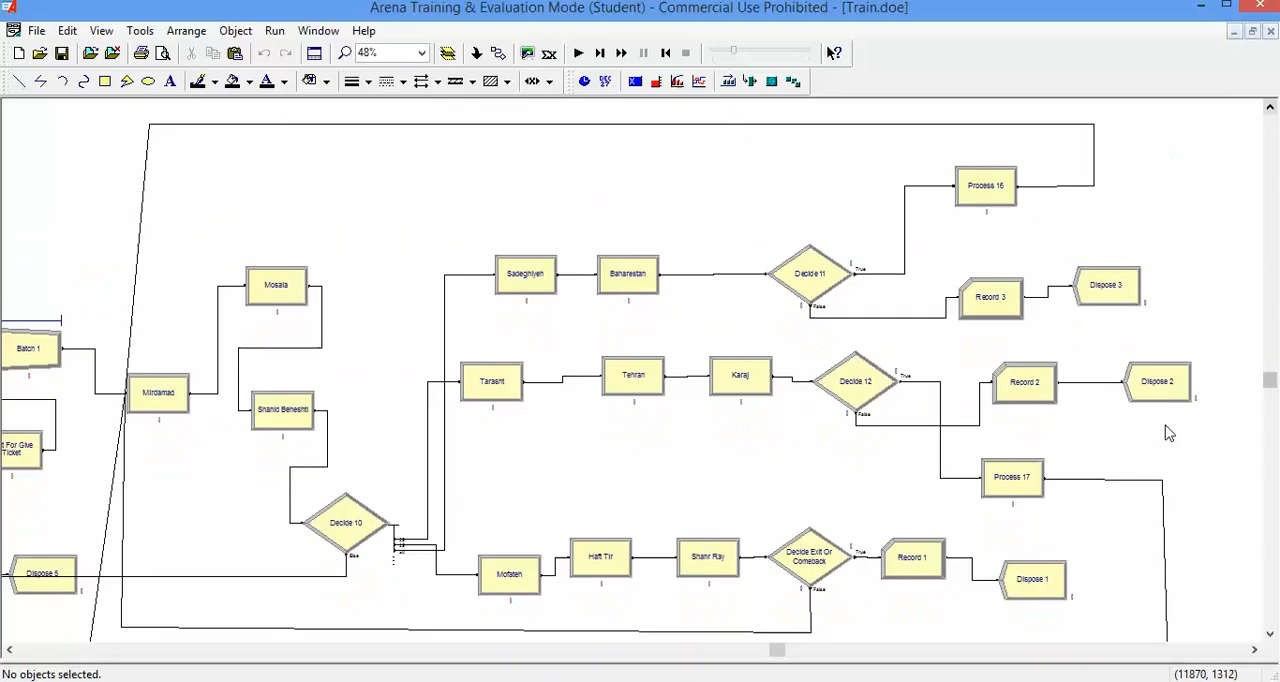 Arena Training & Evaluation Mode (Student) - Commercial Use Prohibited - [Train.doe]
File Edit View Tools Arrange Object Run Window Help
48%
Process 16
Sadeghiyeh
Baharestan
Decide 11
True
False
Record 3
Dispose 3
Mosala
Batch 1
Mirdamad
Shahid Beheshti
Tarasht
Tehran
Karaj
Decide 12
True
False
Record 2
Dispose 2
t For Give
Ticket
Process 17
Decide 10
Else
Dispose 5
Mofateh
Haft Tir
Shahr Ray
Decide Exit Or
Comeback
True
False
Record 1
Dispose 1
No objects selected.
(11870, 1312)